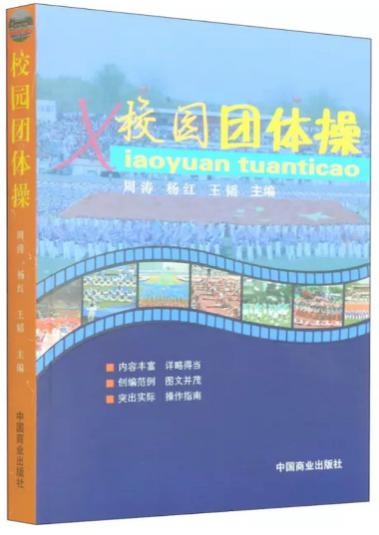 校园团体操
周涛 杨红 王韬 主编
中国商业出版社
校园团体操
Xiaoyuan tuanticao
周涛 杨红 王韬 主编
■内容丰富 详略得当
■创编范例 图文并茂
■突出实际 操作指南
中国商业出版社